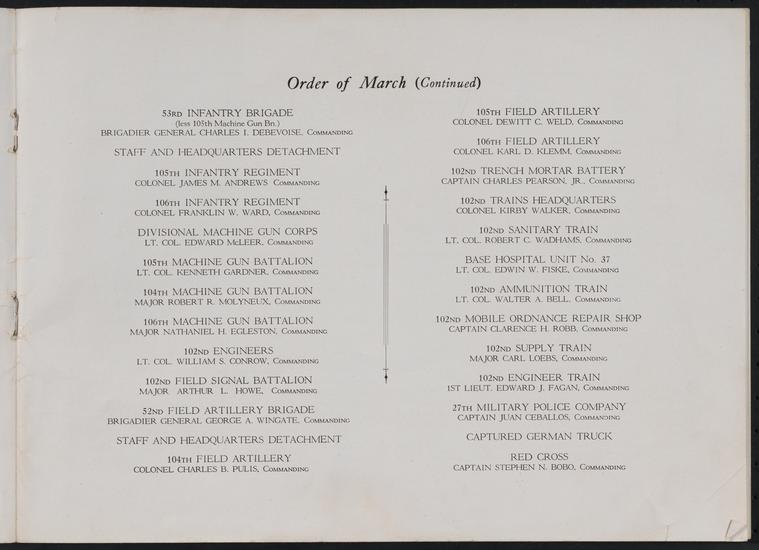 Order of March (Continued)
53RD INFANTRY BRIGADE
(less 105th Machine Gun Bn.)
BRIGADIER GENERAL CHARLES I. DEBEVOISE, COMMANDING
STAFF AND HEADQUARTERS DETACHMENT
105TH INFANTRY REGIMENT
COLONEL JAMES M. ANDREWS COMMANDING
106TH INFANTRY REGIMENT
COLONEL FRANKLIN W. WARD, COMMANDING
DIVISIONAL MACHINE GUN CORPS
LT. COL. EDWARD McLEER, COMMANDING
105TH MACHINE GUN BATTALION
LT. COL. KENNETH GARDNER, COMMANDING
104TH MACHINE GUN BATTALION
MAJOR ROBERT R. MOLYNEUX, COMMANDING
106TH MACHINE GUN BATTALION
MAJOR NATHANIEL H. EGLESTON, COMMANDING
102ND ENGINEERS
LT. COL. WILLIAM S. CONROW, COMMANDING
102ND FIELD SIGNAL BATTALION
MAJOR ARTHUR L. HOWE, COMMANDING
52ND FIELD ARTILLERY BRIGADE
BRIGADIER GENERAL GEORGE A. WINGATE, COMMANDING
STAFF AND HEADQUARTERS DETACHMENT
104TH FIELD ARTILLERY
COLONEL CHARLES B. PULIS, COMMANDING
105TH FIELD ARTILLERY
COLONEL DEWITT C. WELD, COMMANDING
106TH FIELD ARTILLERY
COLONEL KARL D. KLEMM, COMMANDING
102ND TRENCH MORTAR BATTERY
CAPTAIN CHARLES PEARSON, JR., COMMANDING
102ND TRAINS HEADQUARTERS
COLONEL KIRBY WALKER, COMMANDING
102ND SANITARY TRAIN
LT. COL. ROBERT C. WADHAMS, COMMANDING
BASE HOSPITAL UNIT No. 37
LT. COL. EDWIN W. FISKE, COMMANDING
102ND AMMUNITION TRAIN
LT. COL. WALTER A. BELL, COMMANDING
102ND MOBILE ORDNANCE REPAIR SHOP
CAPTAIN CLARENCE H. ROBB, COMMANDING
102ND SUPPLY TRAIN
MAJOR CARL LOEBS, COMMANDING
102ND ENGINEER TRAIN
1ST LIEUT. EDWARD J. FAGAN, COMMANDING
27TH MILITARY POLICE COMPANY
CAPTAIN JUAN CEBALLOS, COMMANDING
CAPTURED GERMAN TRUCK
RED CROSS
CAPTAIN STEPHEN N. BOBO, COMMANDING